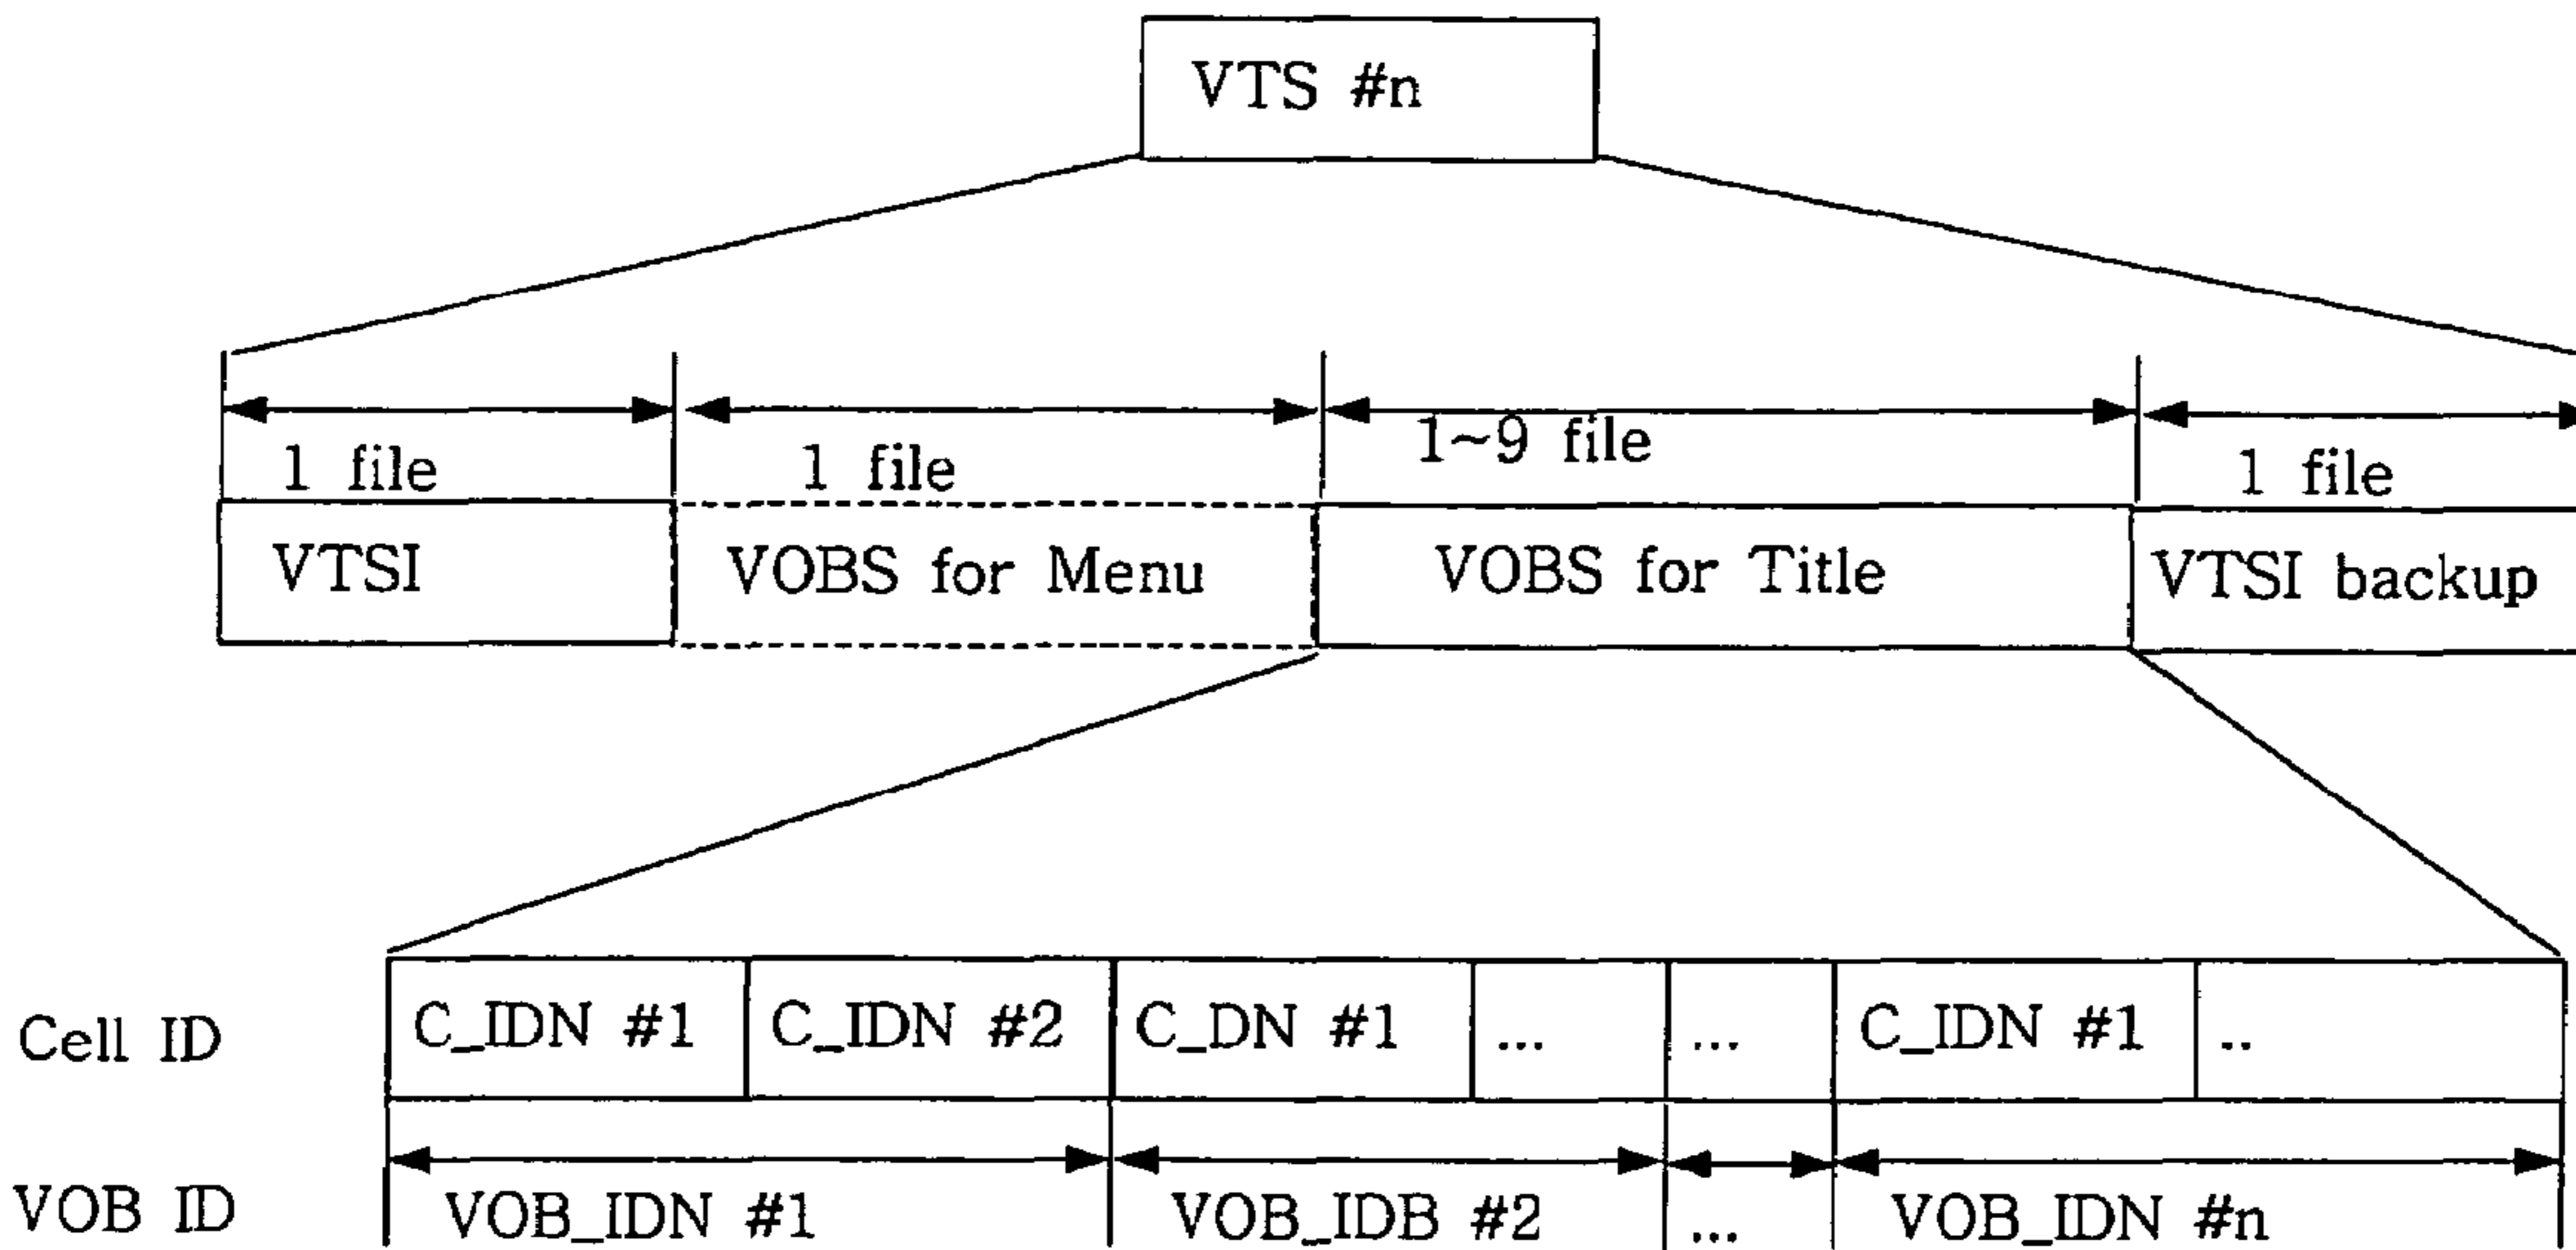 VTS #n
1 file
1 file
1~9 file
1 file
VTSI
VOBS for Menu
VOBS for Title
VTSI backup
Cell ID
C_IDN #1
C_IDN #2
C_DN #1
...
...
C_IDN #1
..
VOB ID
VOB_IDN #1
VOB_IDB #2
...
VOB_IDN #n